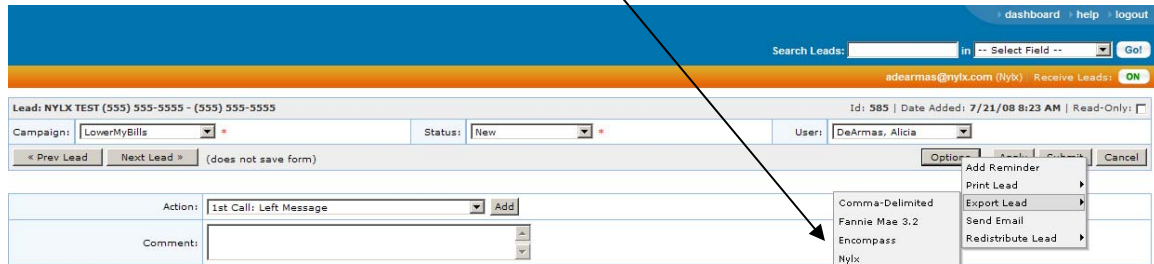 dashboard help logout
Search Leads: in -- Select Field -- Go!
adearmas@nylx.com (Nylx) Receive Leads: ON
Lead: NYLX TEST (555) 555-5555 - (555) 555-5555 Id: 585 | Date Added: 7/21/08 8:23 AM | Read-Only:
Campaign: LowerMyBills * Status: New * User: DeArmas, Alicia
« Prev Lead Next Lead » (does not save form) Options Apply Submit Cancel
Add Reminder
Print Lead
Action: 1st Call: Left Message Add Comma-Delimited Export Lead
Fannie Mae 3.2 Send Email
Comment: Encompass Redistribute Lead
Nylx